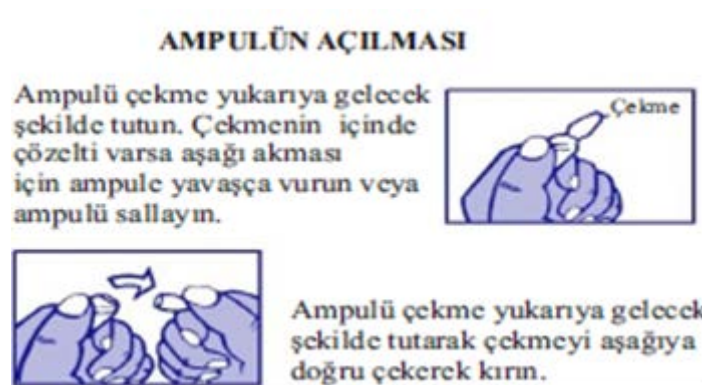 AMPULÜN AÇILMASI
Ampulü çekme yukarıya gelecek
şekilde tutun. Çekmenin içinde
çözelti varsa aşağı akması
için ampule yavaşça vurun veya
ampulü sallayın.
Çekme
Ampulü çekme yukarıya gelecek
şekilde tutarak çekmeyi aşağıya
doğru çekerek kırın.